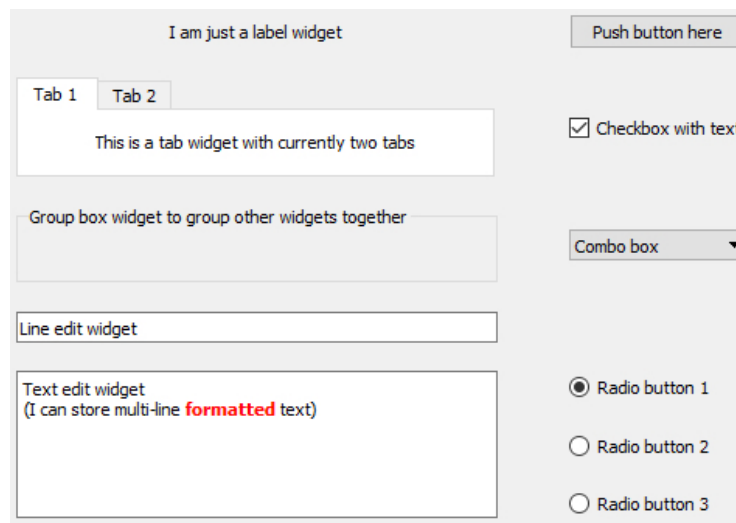 I am just a label widget
Push button here
Tab 1
Tab 2
This is a tab widget with currently two tabs
Checkbox with text
Group box widget to group other widgets together
Combo box
Line edit widget
Text edit widget
(I can store multi-line formatted text)
Radio button 1
Radio button 2
Radio button 3